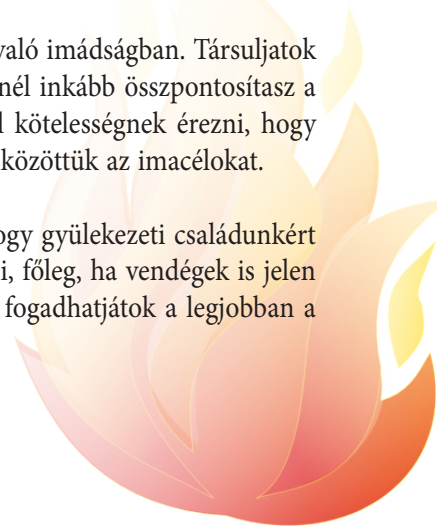 való imádságban. Társuljatok
nél inkább összpontosítasz a
l kötelességnek érezni, hogy
közöttük az imacélokat.
ogy gyülekezeti családunkért
i, főleg, ha vendégek is jelen
fogadhatjátok a legjobban a